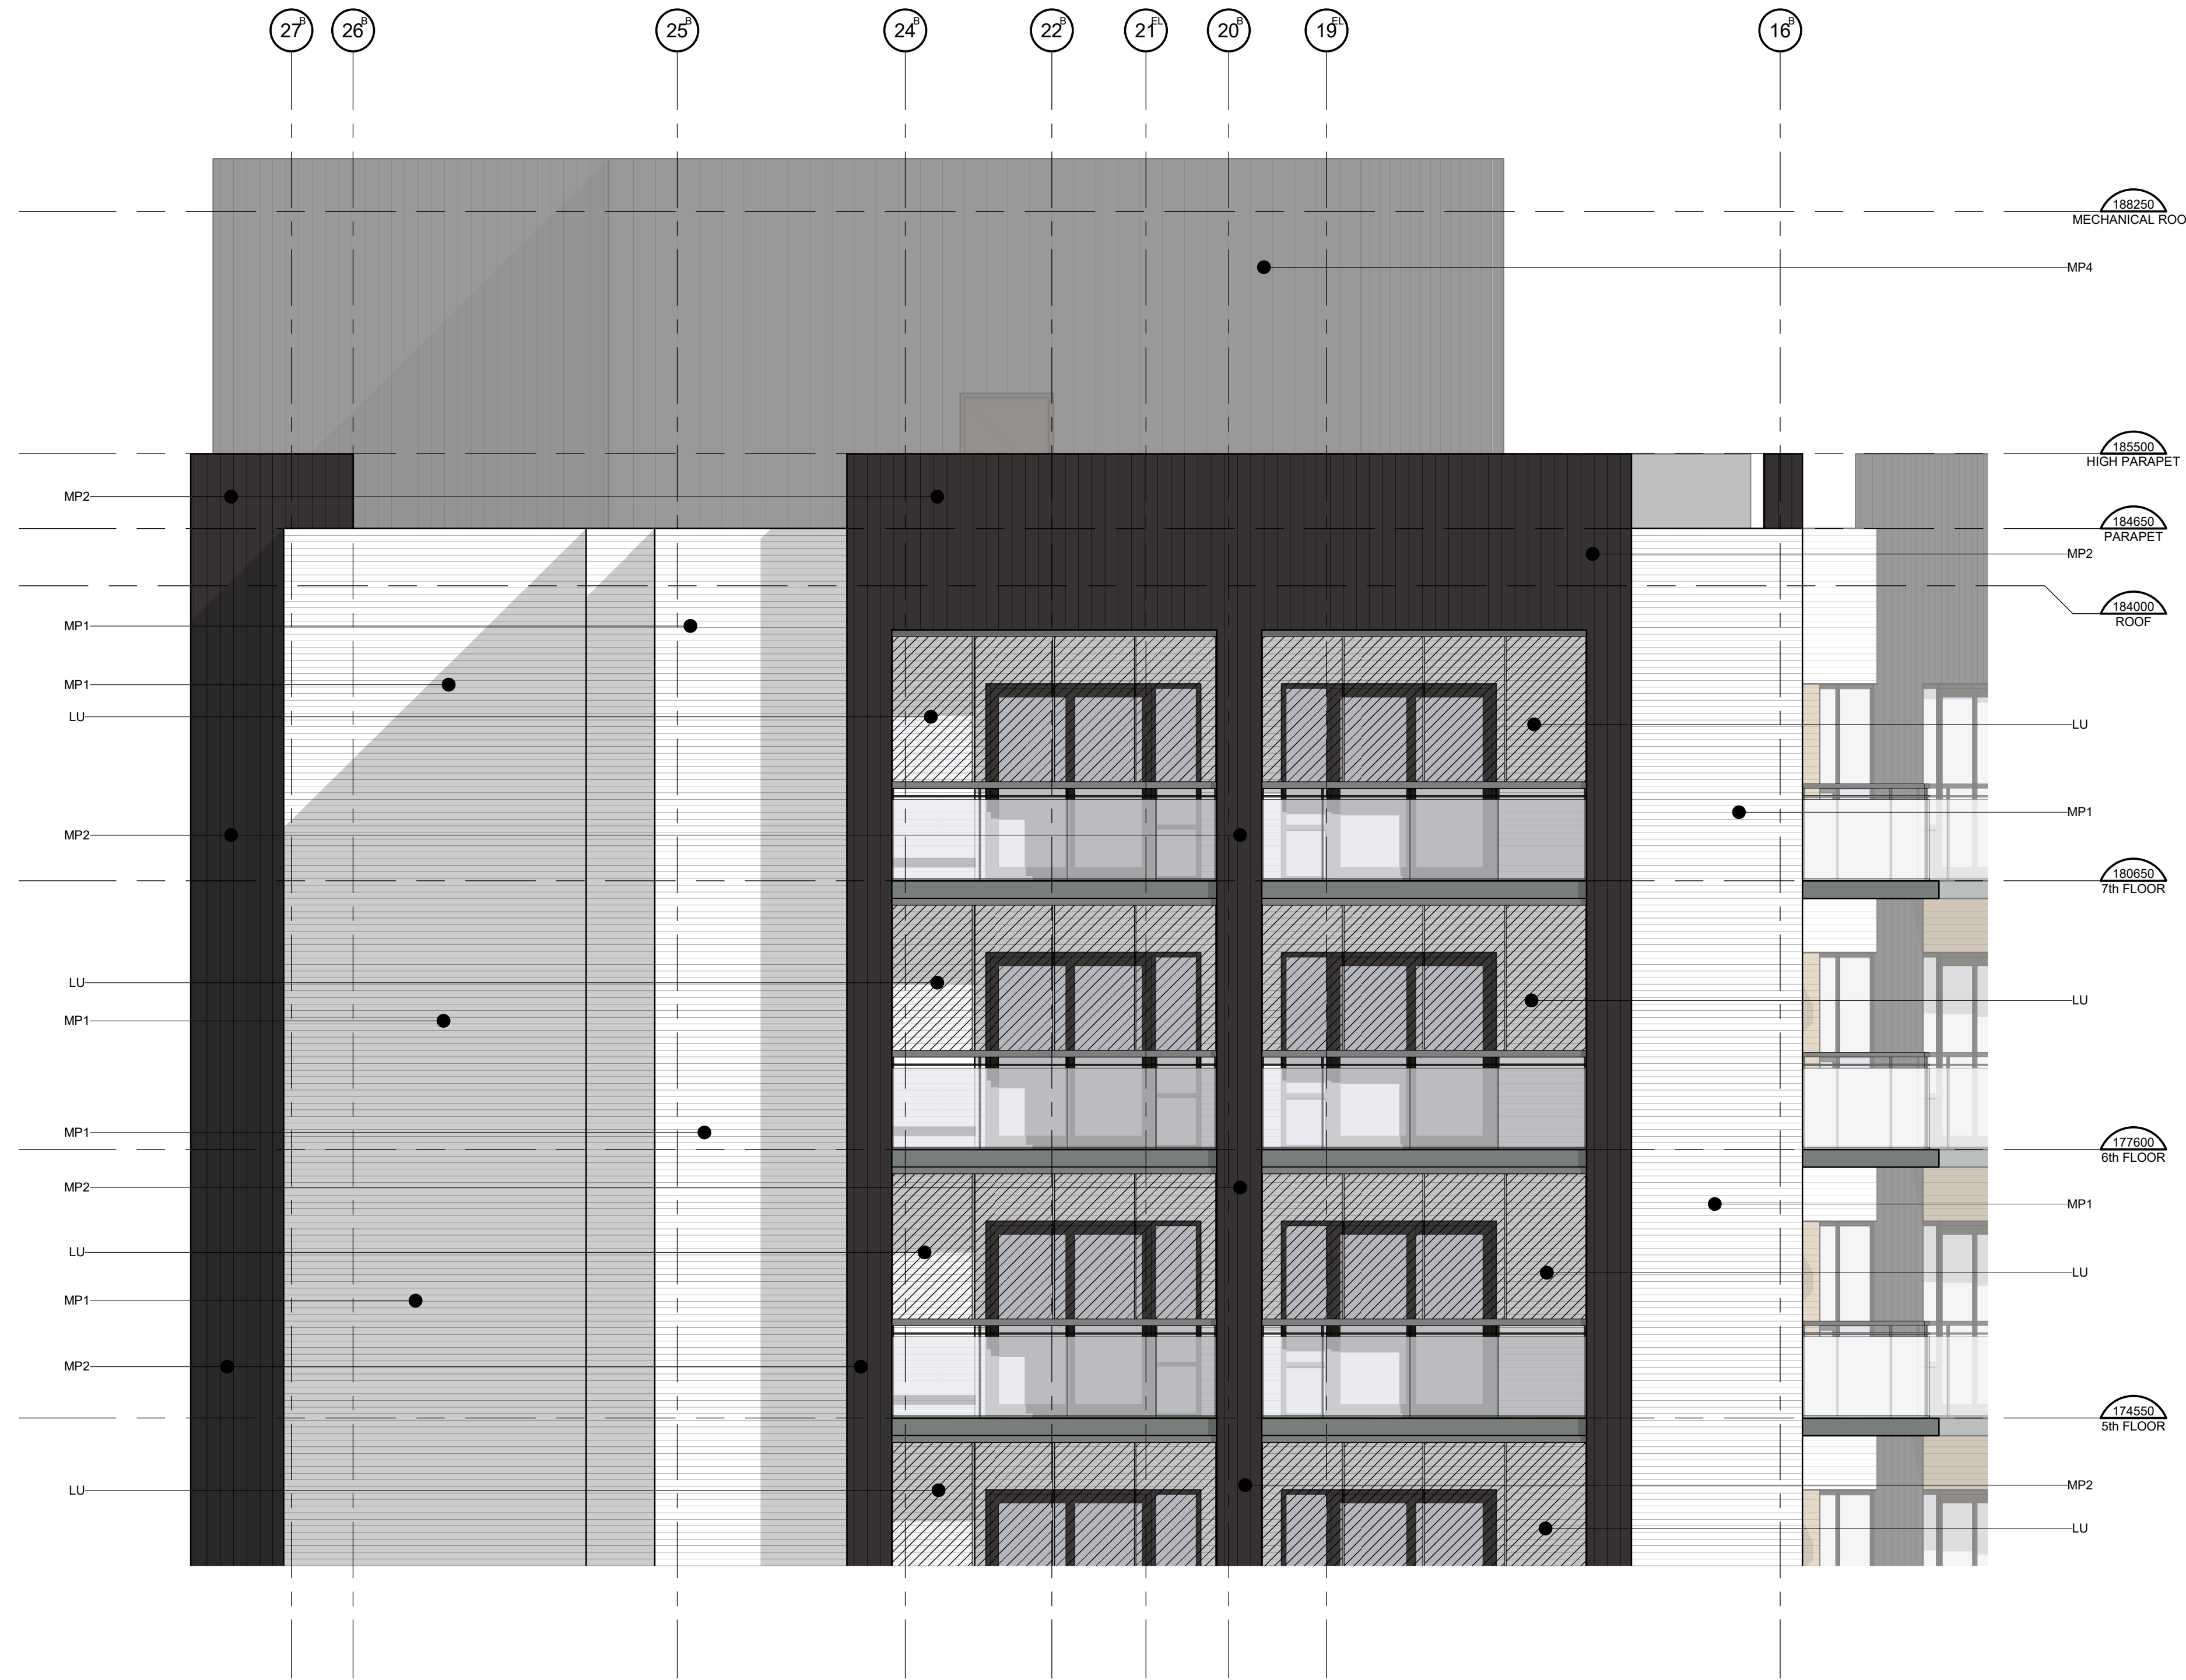 27 B
26 B
25 B
24 B
22 B
21 EL
20 B
19 EL
16 B
188250
MECHANICAL ROO
MP4
185500
HIGH PARAPET
MP2
184650
PARAPET
MP2
184000
ROOF
MP1
MP1
LU
LU
MP1
MP2
180650
7th FLOOR
LU
LU
MP1
MP1
177600
6th FLOOR
MP2
MP1
LU
LU
MP1
MP2
174550
5th FLOOR
MP2
LU
LU